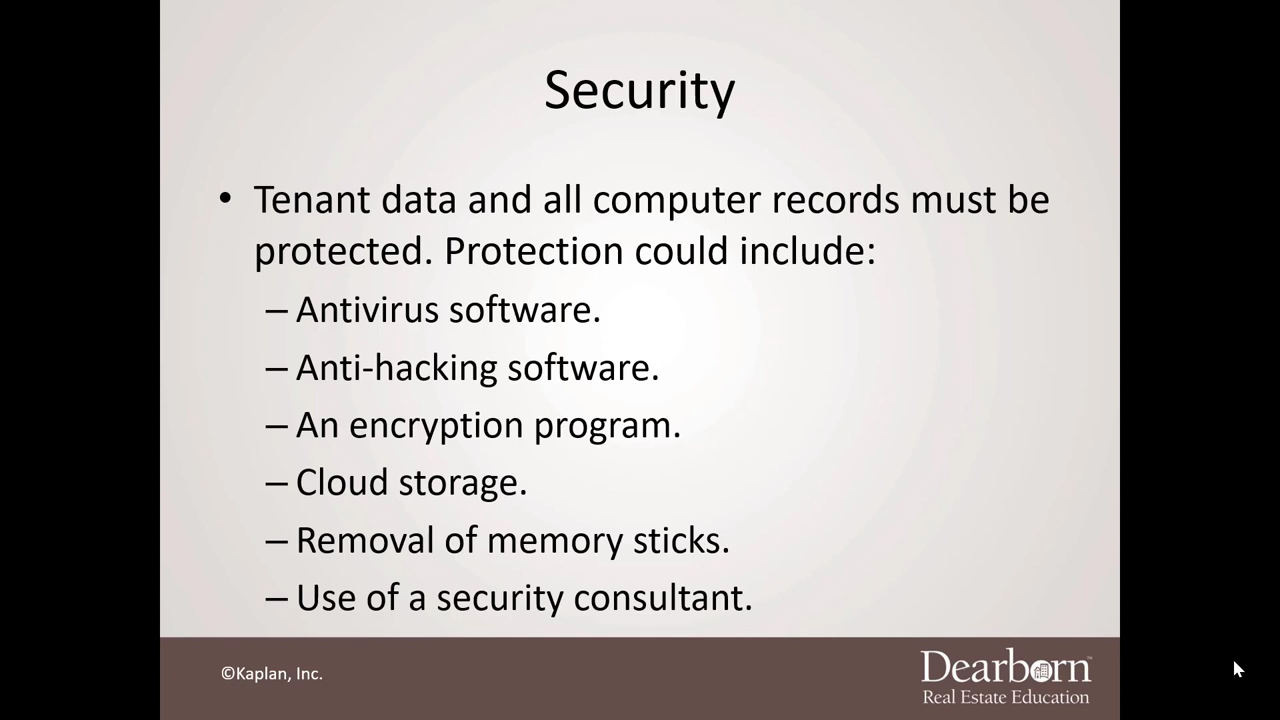 Security
• Tenant data and all computer records must be
protected. Protection could include:
– Antivirus software.
– Anti-hacking software.
– An encryption program.
– Cloud storage.
– Removal of memory sticks.
– Use of a security consultant.
©Kaplan, Inc.
Dearborn™
Real Estate Education